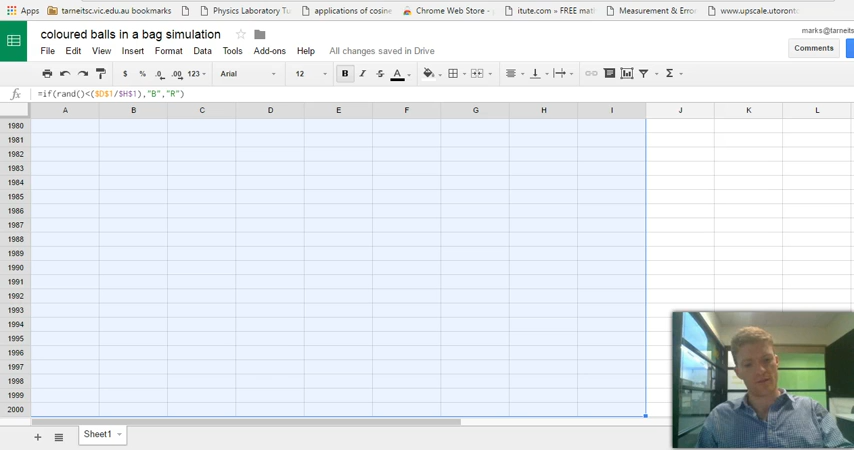 Apps tarneitsc.vic.edu.au bookmarks Physics Laboratory Tu applications of cosine Chrome Web Store - itute.com » FREE mat Measurement & Erro www.upscale.utoront
coloured balls in a bag simulation
marks@tarneits
File Edit View Insert Format Data Tools Add-ons Help All changes saved in Drive
Comments
$ % .0 .00 123 Arial 12 B I S A Σ
fx =if(rand()<($D$1/$H$1),"B","R")
A B C D E F G H I J K L
1980
1981
1982
1983
1984
1985
1986
1987
1988
1989
1990
1991
1992
1993
1994
1995
1996
1997
1998
1999
2000
+ Sheet1